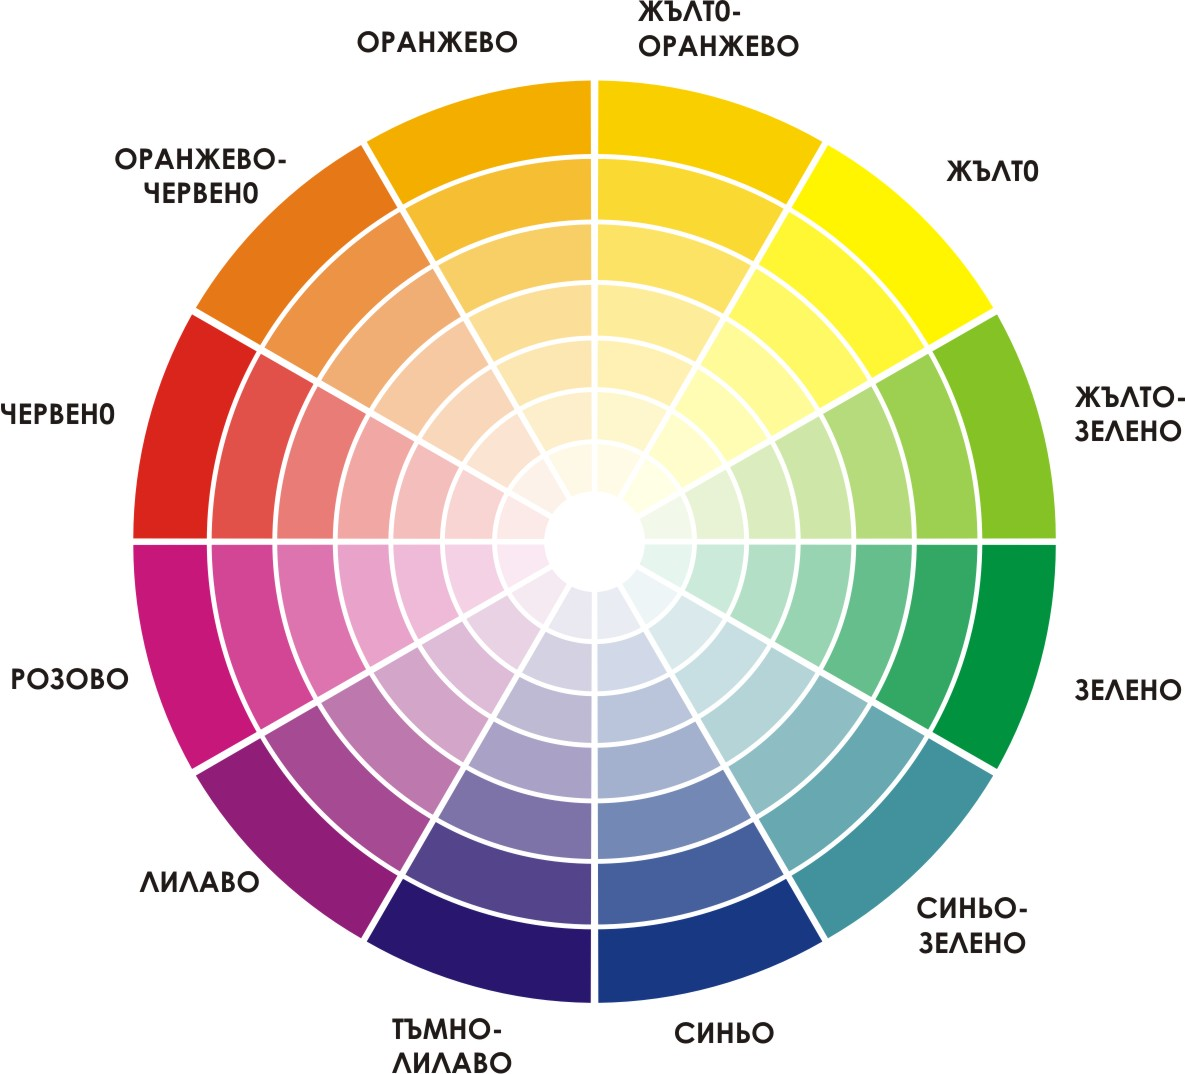 ОРАНЖЕВО
ЖЪЛТО-
ОРАНЖЕВО
ЖЪЛТО
ЖЪЛТО-
ЗЕЛЕНО
ЗЕЛЕНО
СИНЬО-
ЗЕЛЕНО
СИНЬО
ТЪМНО-
ЛИЛАВО
ЛИЛАВО
РОЗОВО
ЧЕРВЕНО
ОРАНЖЕВО-
ЧЕРВЕНО